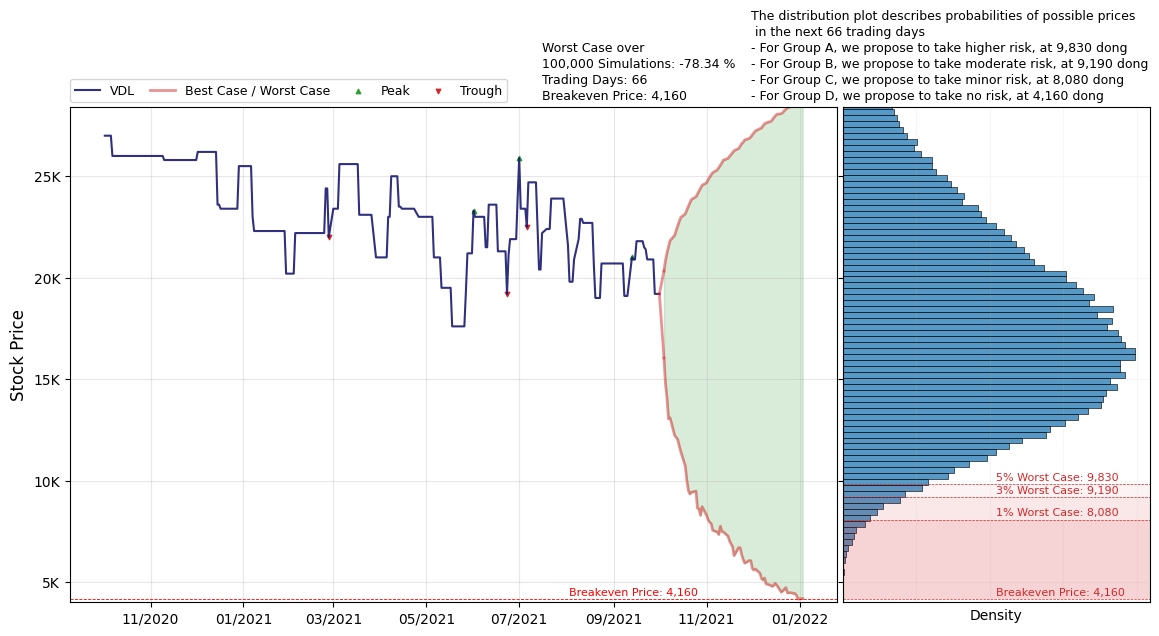 The distribution plot describes probabilities of possible prices
in the next 66 trading days
- For Group A, we propose to take higher risk, at 9,830 dong
- For Group B, we propose to take moderate risk, at 9,190 dong
- For Group C, we propose to take minor risk, at 8,080 dong
- For Group D, we propose to take no risk, at 4,160 dong
Worst Case over
100,000 Simulations: -78.34 %
Trading Days: 66
Breakeven Price: 4,160
VDL
Best Case / Worst Case
Peak
Trough
Stock Price
25K
20K
15K
10K
5K
Breakeven Price: 4,160
11/2020
01/2021
3/2021
05/2021
07/2021
09/2021
11/2021
01/2022
5% Worst Case: 9,830
3% Worst Case: 9,190
1% Worst Case: 8,080
Breakeven Price: 4,160
Density